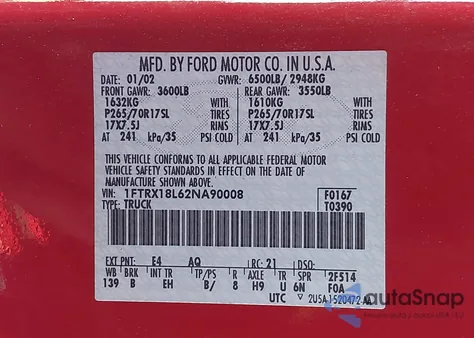 MFD. BY FORD MOTOR CO. IN U.S.A.
DATE: 01/02 GVWR: 6500LB/ 2948KG
FRONT GAWR: 3600LB REAR GAWR: 3550LB
1632KG WITH 1610KG WITH
P265/70R17SL TIRES P265/70R17SL TIRES
17X7.5J RIMS 17X7.5J RIMS
AT 241 kPa/35 PSI COLD AT 241 kPa/35 PSI COLD
THIS VEHICLE CONFORMS TO ALL APPLICABLE FEDERAL MOTOR
VEHICLE SAFETY STANDARDS IN EFFECT ON THE DATE OF
MANUFACTURE SHOWN ABOVE.
VIN: 1FTRX18L62NA90008 F0167
TYPE: TRUCK T0390
EXT PNT: E4 AQ RC: 21 DSO:
WB BRK INT TR TP/PS R AXLE TR SPR 2F514
139 B EH B/ 8 H9 U 6N F0A
UTC ▽ 2USA-1520472-AA
autoSnap